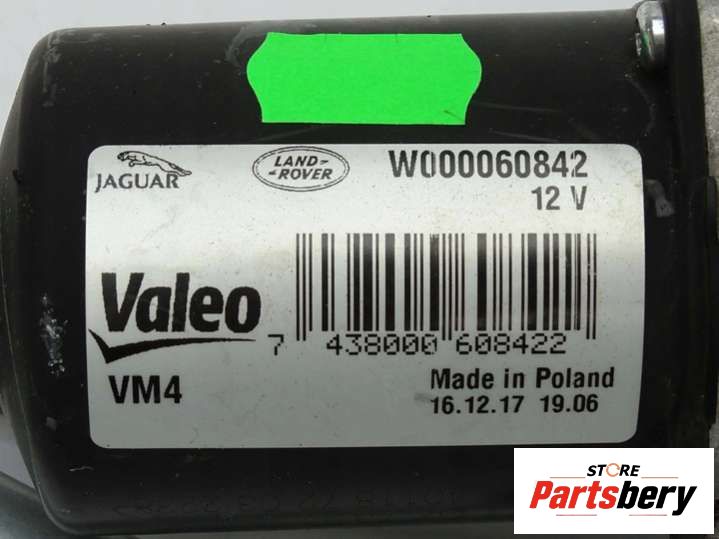 JAGUAR
LAND-
-ROVER
W000060842
12 V
Valeo
7 438000 608422
VM4
Made in Poland
16.12.17 19.06
STORE
Partsbery